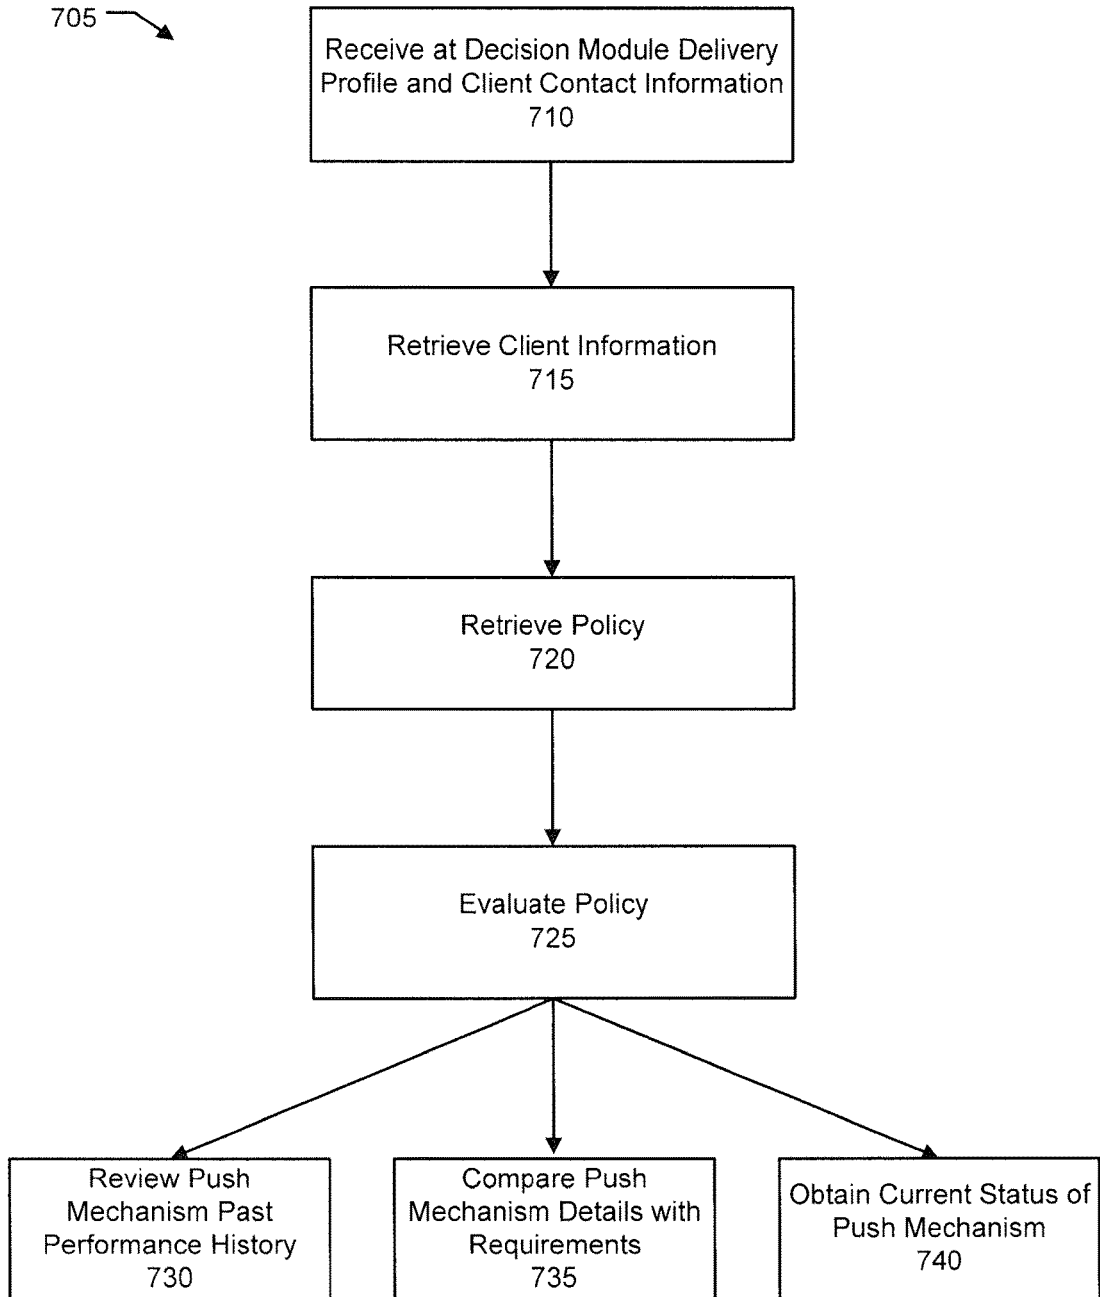 705
Receive at Decision Module Delivery
Profile and Client Contact Information
710
Retrieve Client Information
715
Retrieve Policy
720
Evaluate Policy
725
Review Push
Mechanism Past
Performance History
730
Compare Push
Mechanism Details with
Requirements
735
Obtain Current Status of
Push Mechanism
740